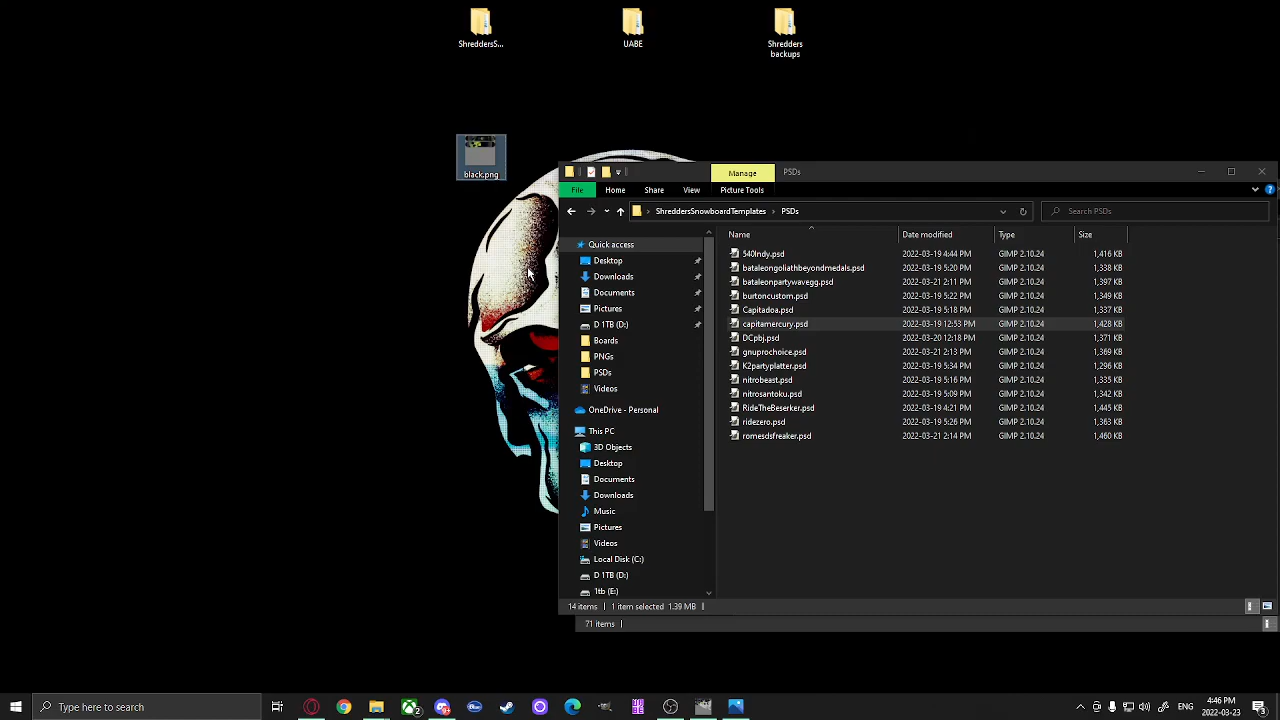 ShreddersS...
UABE
Shredders
backups
black.png
Manage
PSDs
File
Home
Share
View
Picture Tools
ShreddersSnowboardTemplates
PSDs
Search PSDs
Quick access
Desktop
Downloads
Documents
Pictures
D 1TB (D:)
Boards
PNGs
PSDs
Videos
OneDrive - Personal
This PC
3D Objects
Desktop
Documents
Downloads
Music
Pictures
Videos
Local Disk (C:)
D 1TB (D:)
1tb (E:)
Name Date modified Type Size
540Indy.psd 2022-03-19 4:44 PM GIMP 2.10.24 1,416 KB
bataleongoliathbeyondmedals.psd 2022-03-19 5:20 PM GIMP 2.10.24 1,338 KB
bataleonpartywavegg.psd 2022-03-21 2:11 PM GIMP 2.10.24 1,391 KB
burtoncustom.psd 2022-03-19 5:22 PM GIMP 2.10.24 1,349 KB
Capitadoa.psd 2022-03-19 5:18 PM GIMP 2.10.24 1,337 KB
capitamercury.psd 2022-03-19 12:53 PM GIMP 2.10.24 1,428 KB
DCpbj.psd 2022-03-20 12:18 PM GIMP 2.10.24 1,371 KB
gnuprochoice.psd 2022-03-21 2:13 PM GIMP 2.10.24 1,369 KB
K2partyplatter.psd 2022-03-19 5:34 PM GIMP 2.10.24 1,296 KB
nitrobeast.psd 2022-03-19 5:16 PM GIMP 2.10.24 1,335 KB
nitrosantoku.psd 2022-03-19 5:09 PM GIMP 2.10.24 1,342 KB
RideTheBeserker.psd 2022-03-19 4:21 PM GIMP 2.10.24 1,445 KB
ridezero.psd 2022-03-19 5:26 PM GIMP 2.10.24 1,363 KB
romesdsfreaker.psd 2022-03-21 2:14 PM GIMP 2.10.24 1,460 KB
14 items 1 item selected 1.39 MB
71 items
Type here to search
ENG
4:46 PM
2022-03-23